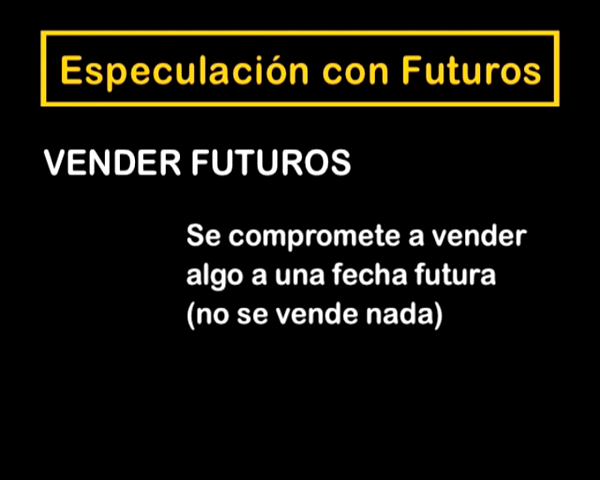 Especulación con Futuros
VENDER FUTUROS
Se compromete a vender
algo a una fecha futura
(no se vende nada)